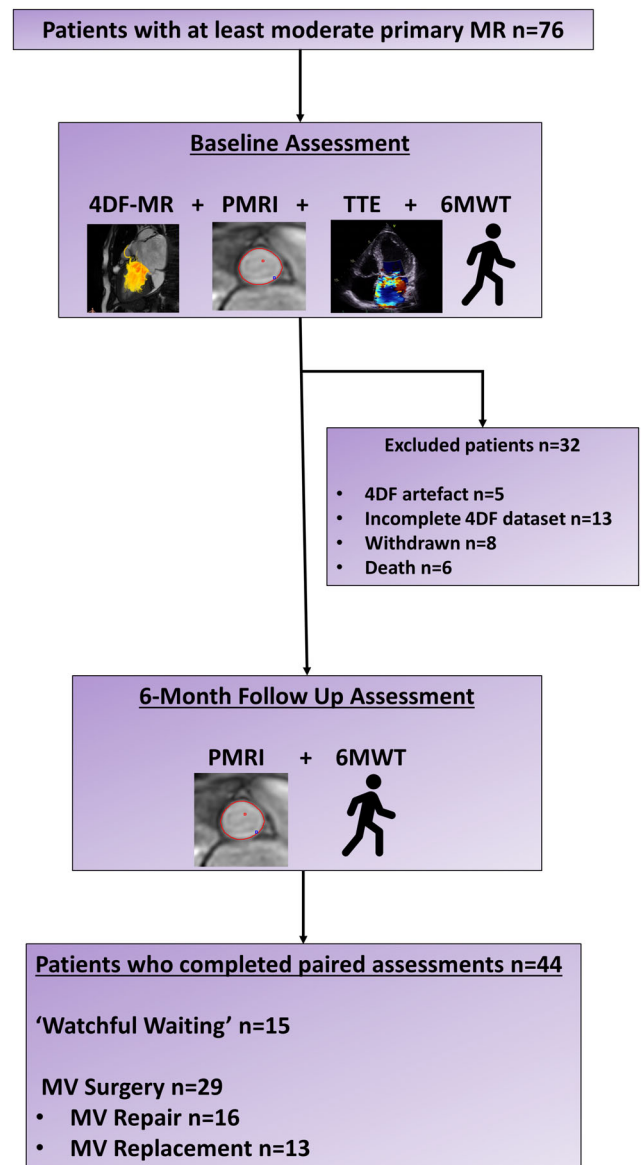 Patients with at least moderate primary MR n=76
Baseline Assessment
4DF-MR + PMRI + TTE + 6MWT
Excluded patients n=32
• 4DF artefact n=5
• Incomplete 4DF dataset n=13
• Withdrawn n=8
• Death n=6
6-Month Follow Up Assessment
PMRI + 6MWT
Patients who completed paired assessments n=44
‘Watchful Waiting’ n=15
MV Surgery n=29
• MV Repair n=16
• MV Replacement n=13